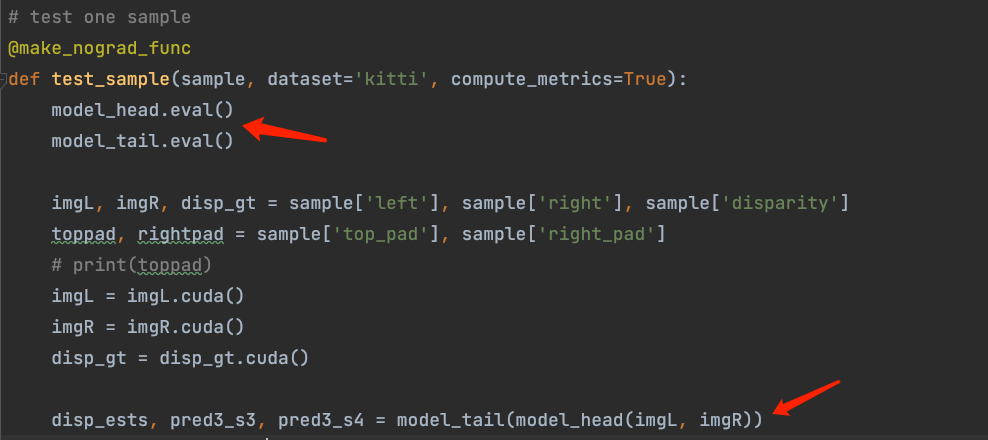 # test one sample
@make_nograd_func
def test_sample(sample, dataset='kitti', compute_metrics=True):
model_head.eval()
model_tail.eval()
imgL, imgR, disp_gt = sample['left'], sample['right'], sample['disparity']
toppad, rightpad = sample['top_pad'], sample['right_pad']
# print(toppad)
imgL = imgL.cuda()
imgR = imgR.cuda()
disp_gt = disp_gt.cuda()
disp_ests, pred3_s3, pred3_s4 = model_tail(model_head(imgL, imgR))